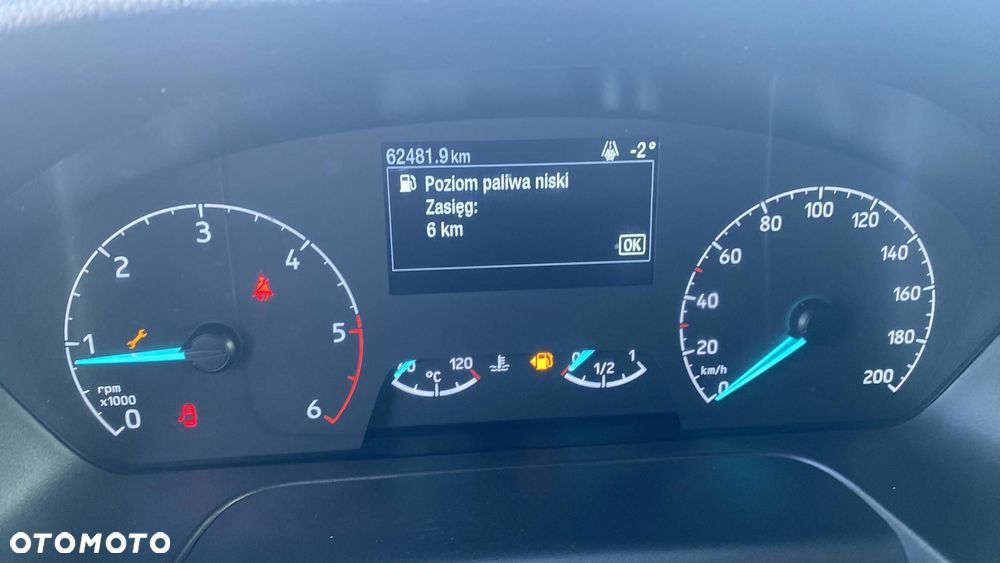 62481.9 km -2°
Poziom paliwa niski
Zasięg:
6 km
OK
0 1 2 3 4 5 6
rpm
x1000
0 120
°C
0 1/2 1
0 20 40 60 80 100 120 140 160 180 200
km/h
OTOMOTO